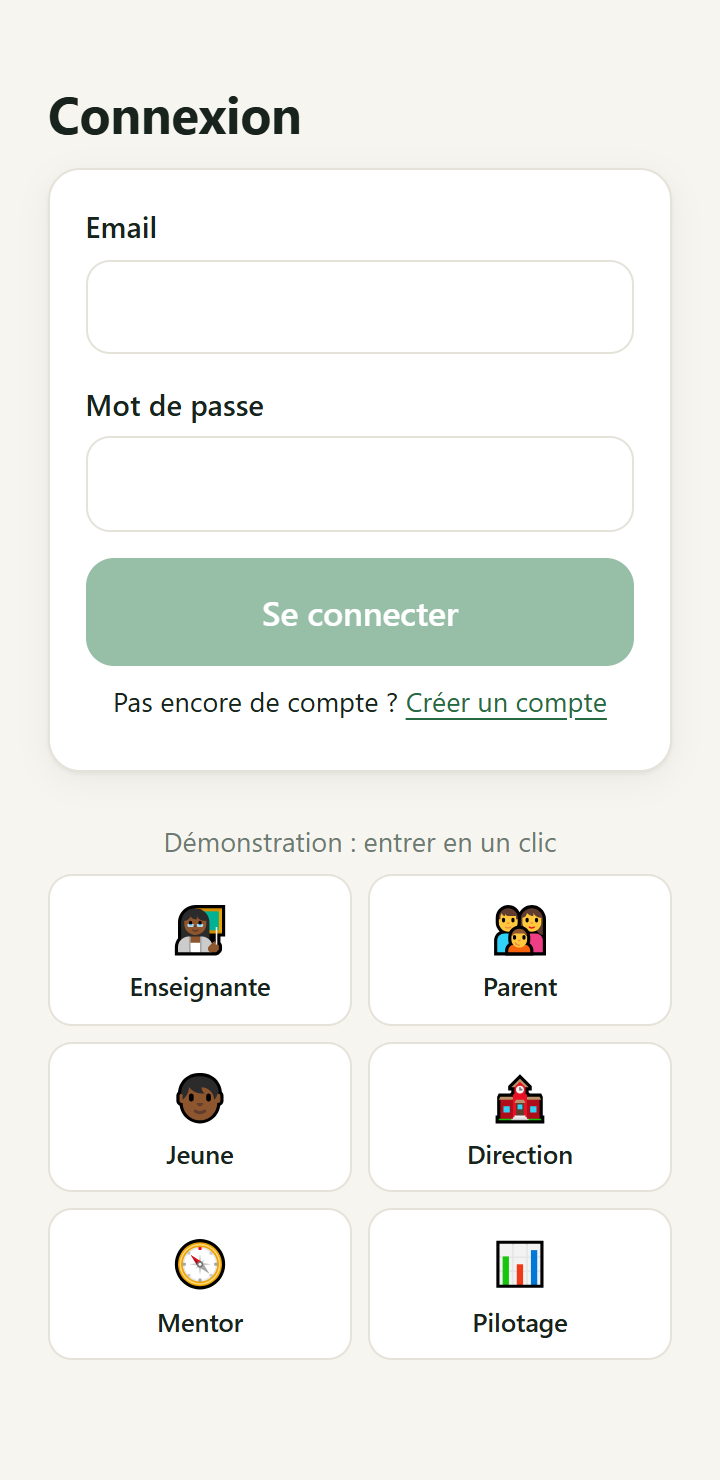 Connexion
Email
Mot de passe
Se connecter
Pas encore de compte ? Créer un compte
Démonstration : entrer en un clic
Enseignante
Parent
Jeune
Direction
Mentor
Pilotage